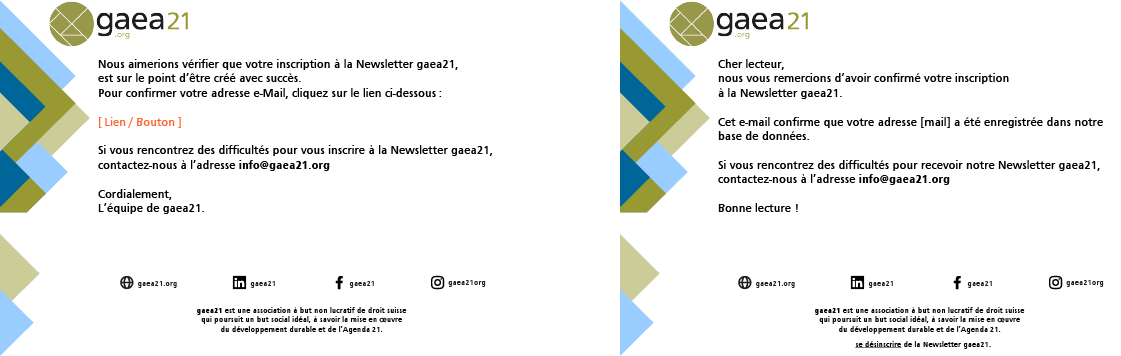 gaea21
.org
Nous aimerions vérifier que votre inscription à la Newsletter gaea21,
est sur le point d'être créé avec succès.
Pour confirmer votre adresse e-Mail, cliquez sur le lien ci-dessous :
[ Lien / Bouton ]
Si vous rencontrez des difficultés pour vous inscrire à la Newsletter gaea21,
contactez-nous à l'adresse info@gaea21.org
Cordialement,
L'équipe de gaea21.
gaea21.org
gaea21
gaea21
gaea21org
gaea21 est une association à but non lucratif de droit suisse
qui poursuit un but social idéal, à savoir la mise en œuvre
du développement durable et de l'Agenda 21.
gaea21
.org
Cher lecteur,
nous vous remercions d'avoir confirmé votre inscription
à la Newsletter gaea21.
Cet e-mail confirme que votre adresse [mail] a été enregistrée dans notre
base de données.
Si vous rencontrez des difficultés pour recevoir notre Newsletter gaea21,
contactez-nous à l'adresse info@gaea21.org
Bonne lecture !
gaea21.org
gaea21
gaea21
gaea21org
gaea21 est une association à but non lucratif de droit suisse
qui poursuit un but social idéal, à savoir la mise en œuvre
du développement durable et de l'Agenda 21.
se désinscrire de la Newsletter gaea21.